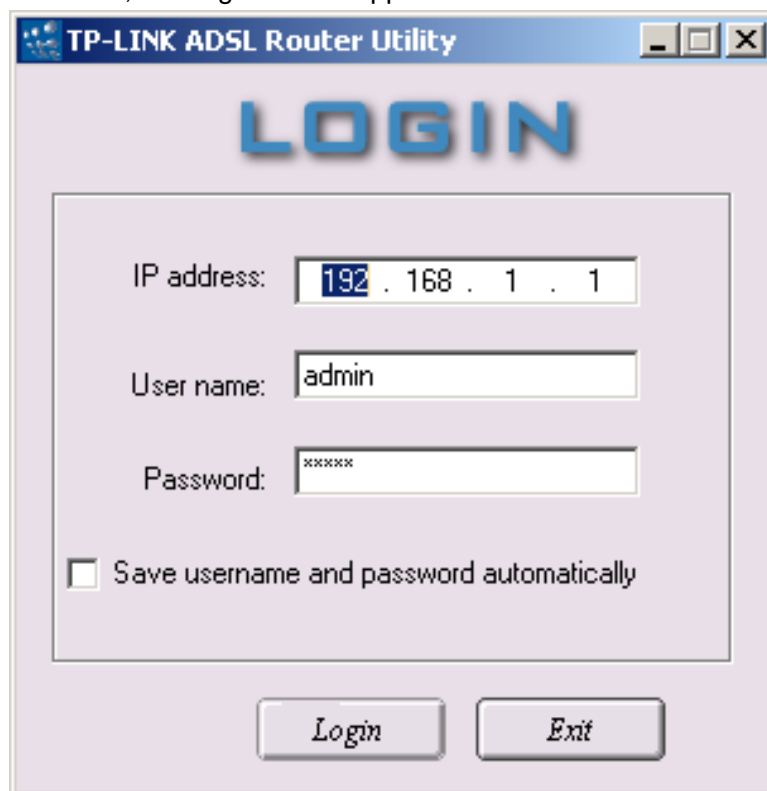 TP-LINK ADSL Router Utility
LOGIN
IP address: 192 . 168 . 1 . 1
User name: admin
Password: *****
Save username and password automatically
Login Exit